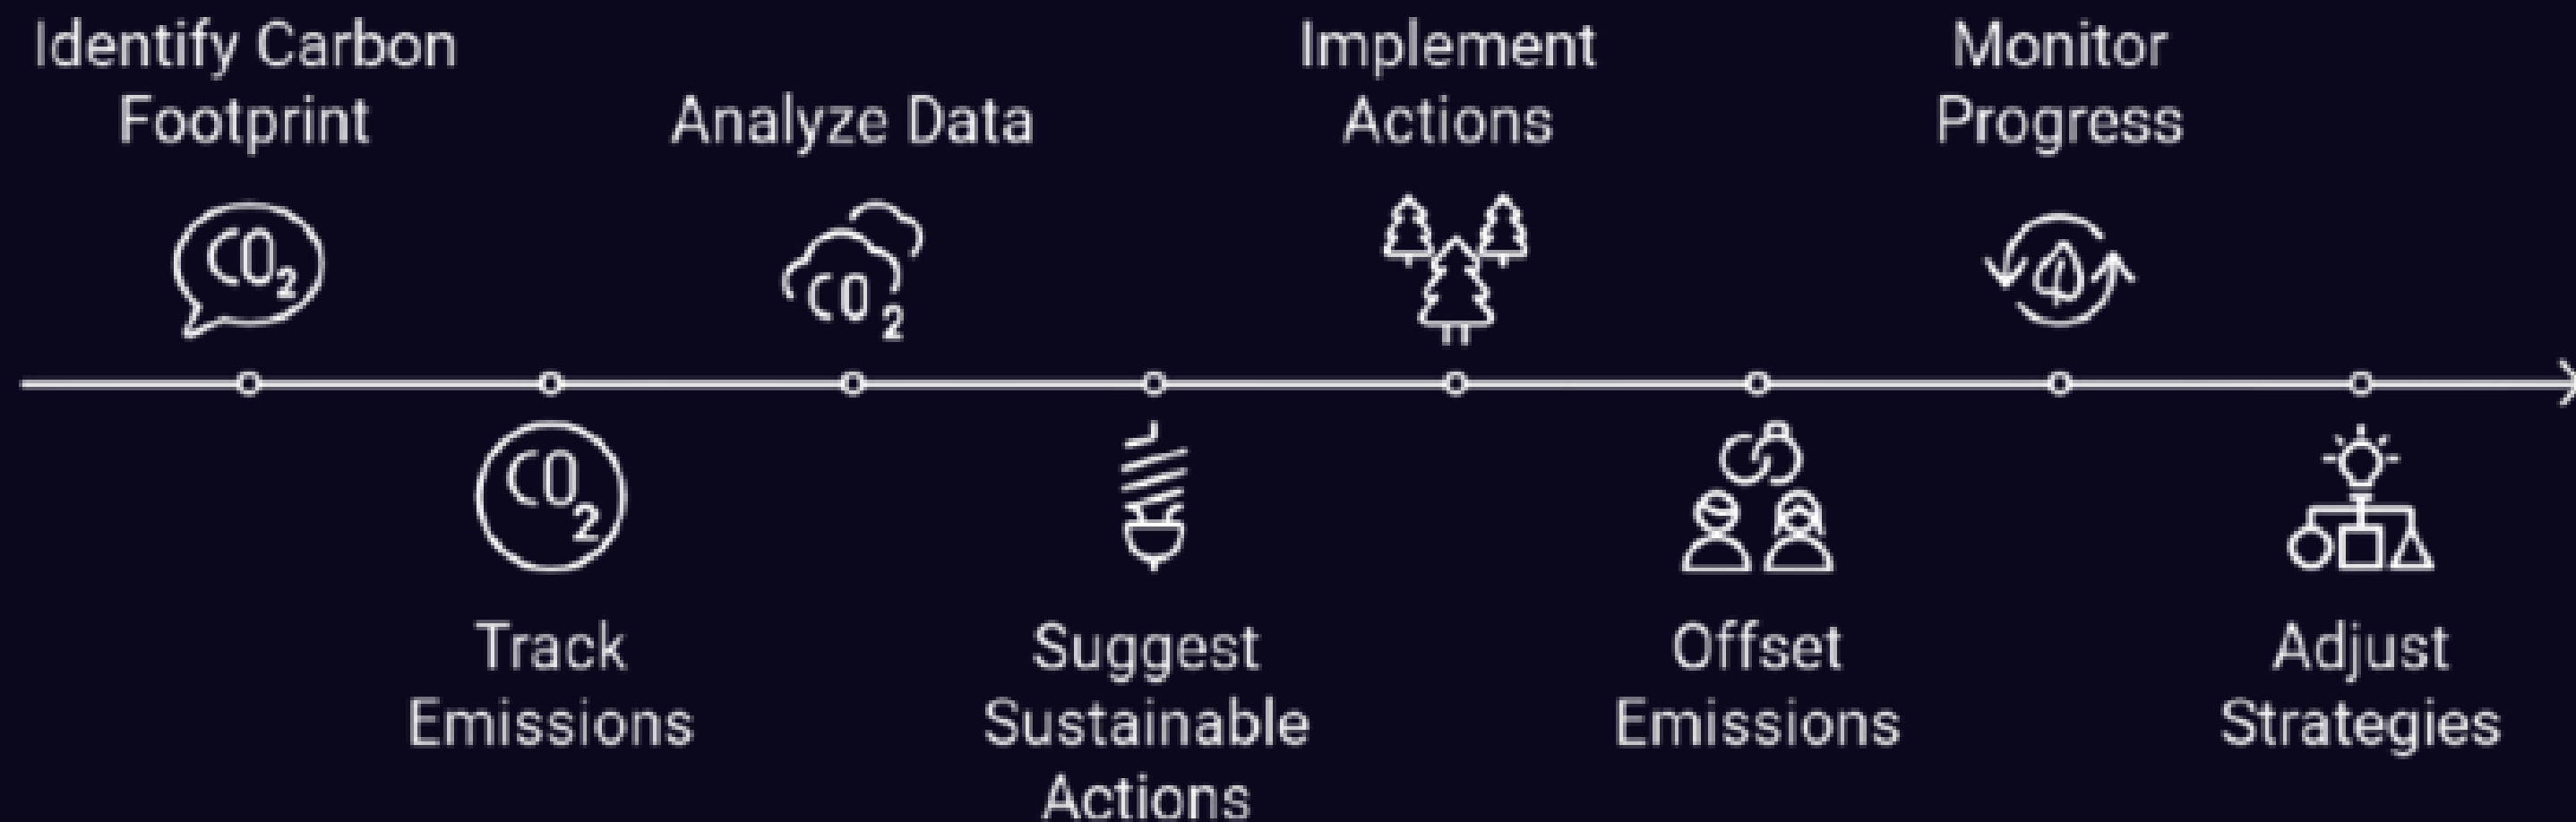 Identify Carbon
Footprint
CO2
Track
Emissions
CO2
Analyze Data
CO2
Suggest
Sustainable
Actions
Implement
Actions
Offset
Emissions
Monitor
Progress
Adjust
Strategies